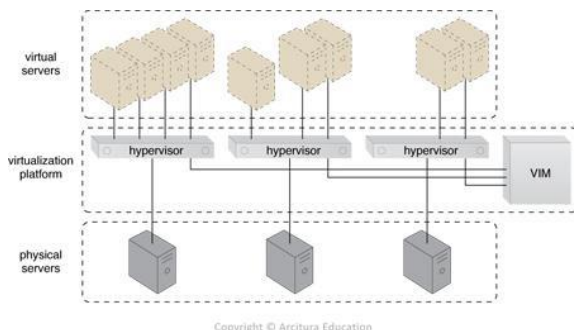 virtual
servers
hypervisor
hypervisor
hypervisor
virtualization
platform
VIM
physical
servers
Copyright © Arcitura Education